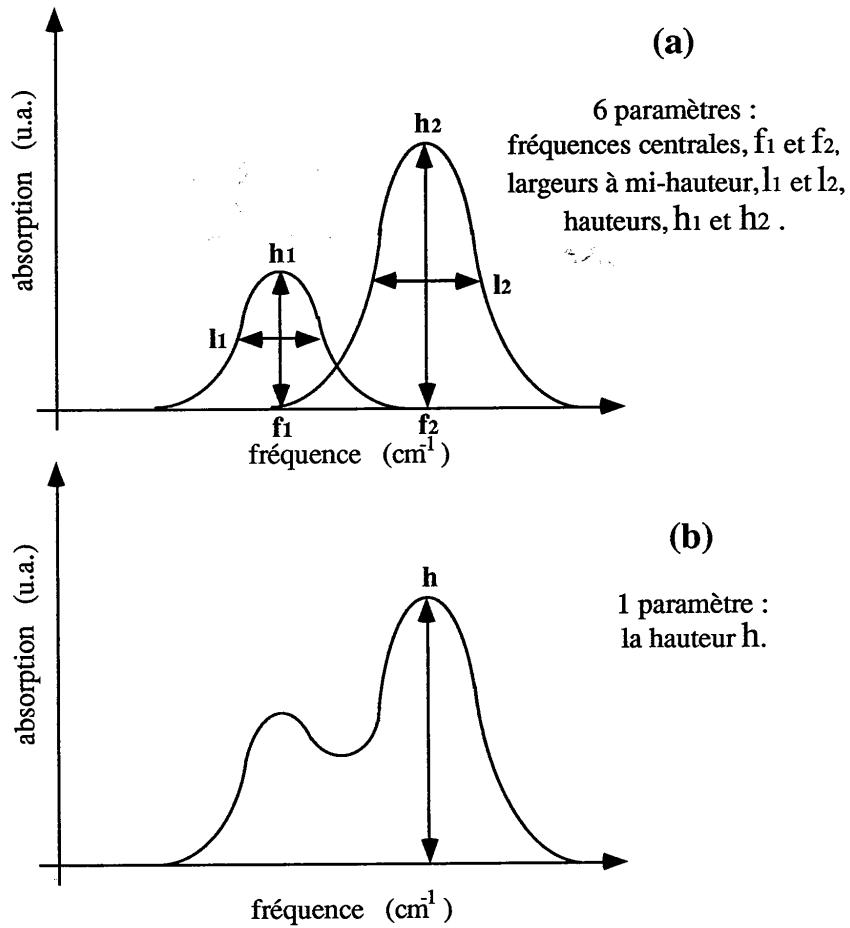 (a)
6 paramètres :
fréquences centrales, f1 et f2,
largeurs à mi-hauteur, l1 et l2,
hauteurs, h1 et h2 .
absorption (u.a.)
h2
h1
l2
l1
f1
f2
fréquence (cm-1)
(b)
1 paramètre :
la hauteur h.
absorption (u.a.)
h
fréquence (cm-1)